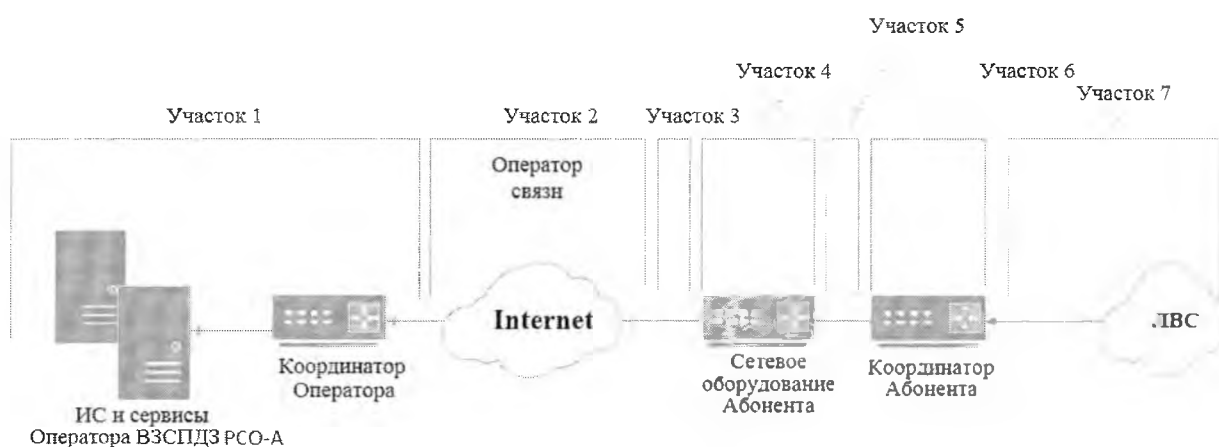 Участок 5
Участок 4
Участок 6
Участок 7
Участок 1
Участок 2
Участок 3
Оператор
связи
Internet
ЛВС
Координатор
Оператора
Сетевое
оборудование
Абонента
Координатор
Абонента
ИС и сервисы
Оператора ВЗСПДЗ РСО-А